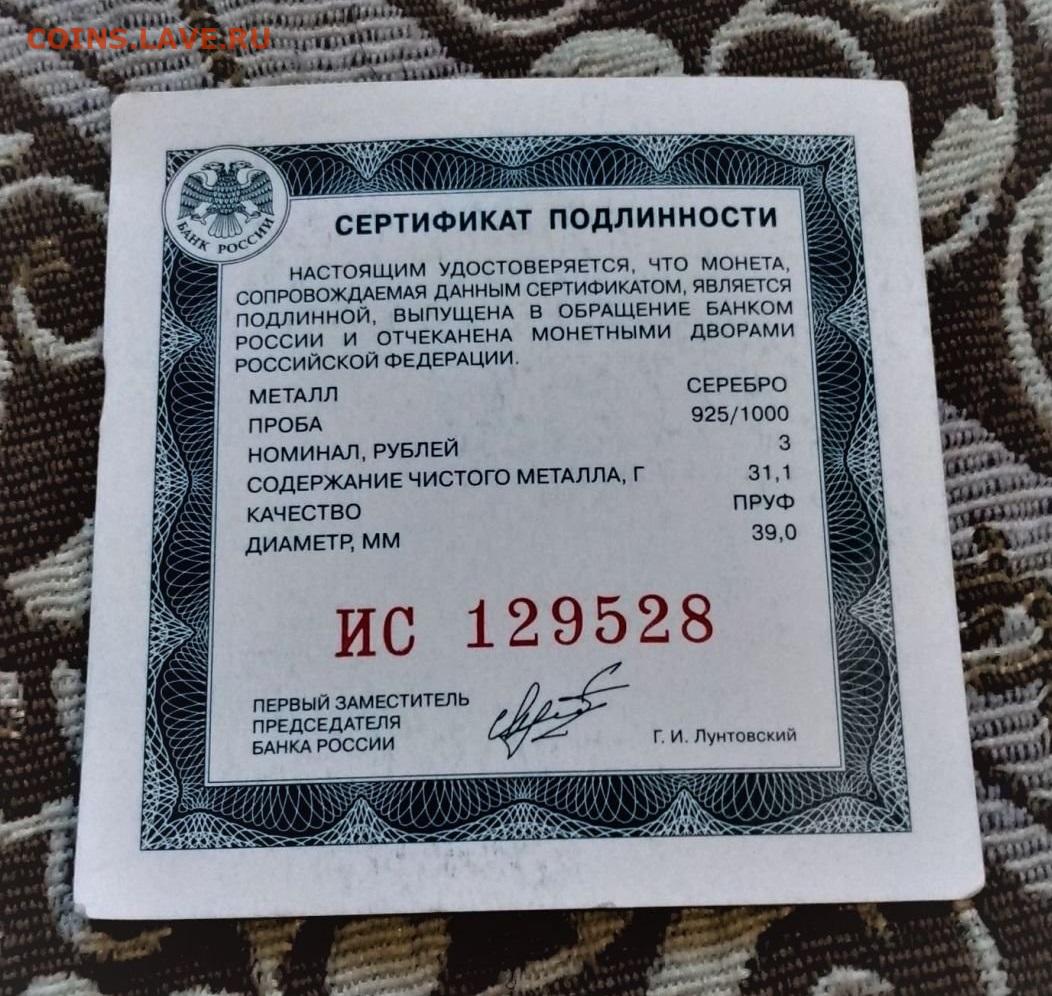 COINS.LAVE.RU
БАНК РОССИИ
СЕРТИФИКАТ ПОДЛИННОСТИ
НАСТОЯЩИМ УДОСТОВЕРЯЕТСЯ, ЧТО МОНЕТА,
СОПРОВОЖДАЕМАЯ ДАННЫМ СЕРТИФИКАТОМ, ЯВЛЯЕТСЯ
ПОДЛИННОЙ, ВЫПУЩЕНА В ОБРАЩЕНИЕ БАНКОМ
РОССИИ И ОТЧЕКАНЕНА МОНЕТНЫМИ ДВОРАМИ
РОССИЙСКОЙ ФЕДЕРАЦИИ.
МЕТАЛЛ СЕРЕБРО
ПРОБА 925/1000
НОМИНАЛ, РУБЛЕЙ 3
СОДЕРЖАНИЕ ЧИСТОГО МЕТАЛЛА, Г 31,1
КАЧЕСТВО ПРУФ
ДИАМЕТР, ММ 39,0
ИС 129528
ПЕРВЫЙ ЗАМЕСТИТЕЛЬ
ПРЕДСЕДАТЕЛЯ
БАНКА РОССИИ
Г. И. Лунтовский